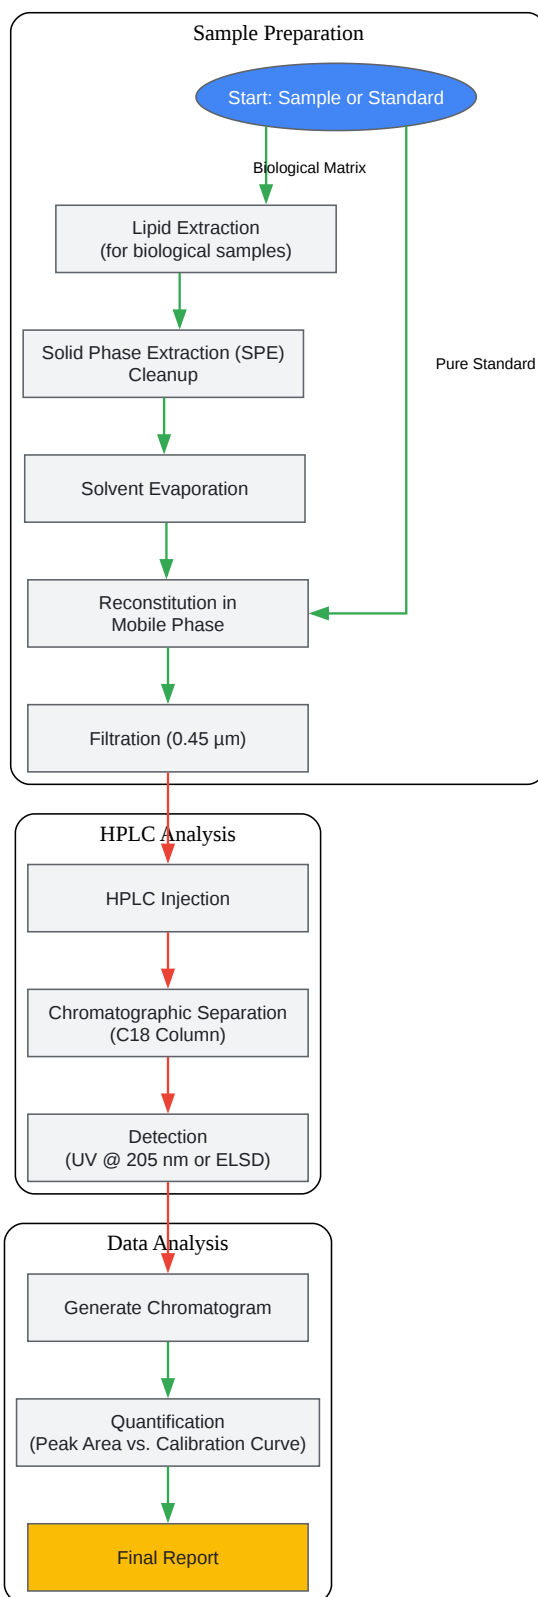 Sample Preparation
Start: Sample or Standard
Biological Matrix
Lipid Extraction
(for biological samples)
Solid Phase Extraction (SPE)
Cleanup
Pure Standard
Solvent Evaporation
Reconstitution in
Mobile Phase
Filtration (0.45 µm)
HPLC Analysis
HPLC Injection
Chromatographic Separation
(C18 Column)
Detection
(UV @ 205 nm or ELSD)
Data Analysis
Generate Chromatogram
Quantification
(Peak Area vs. Calibration Curve)
Final Report